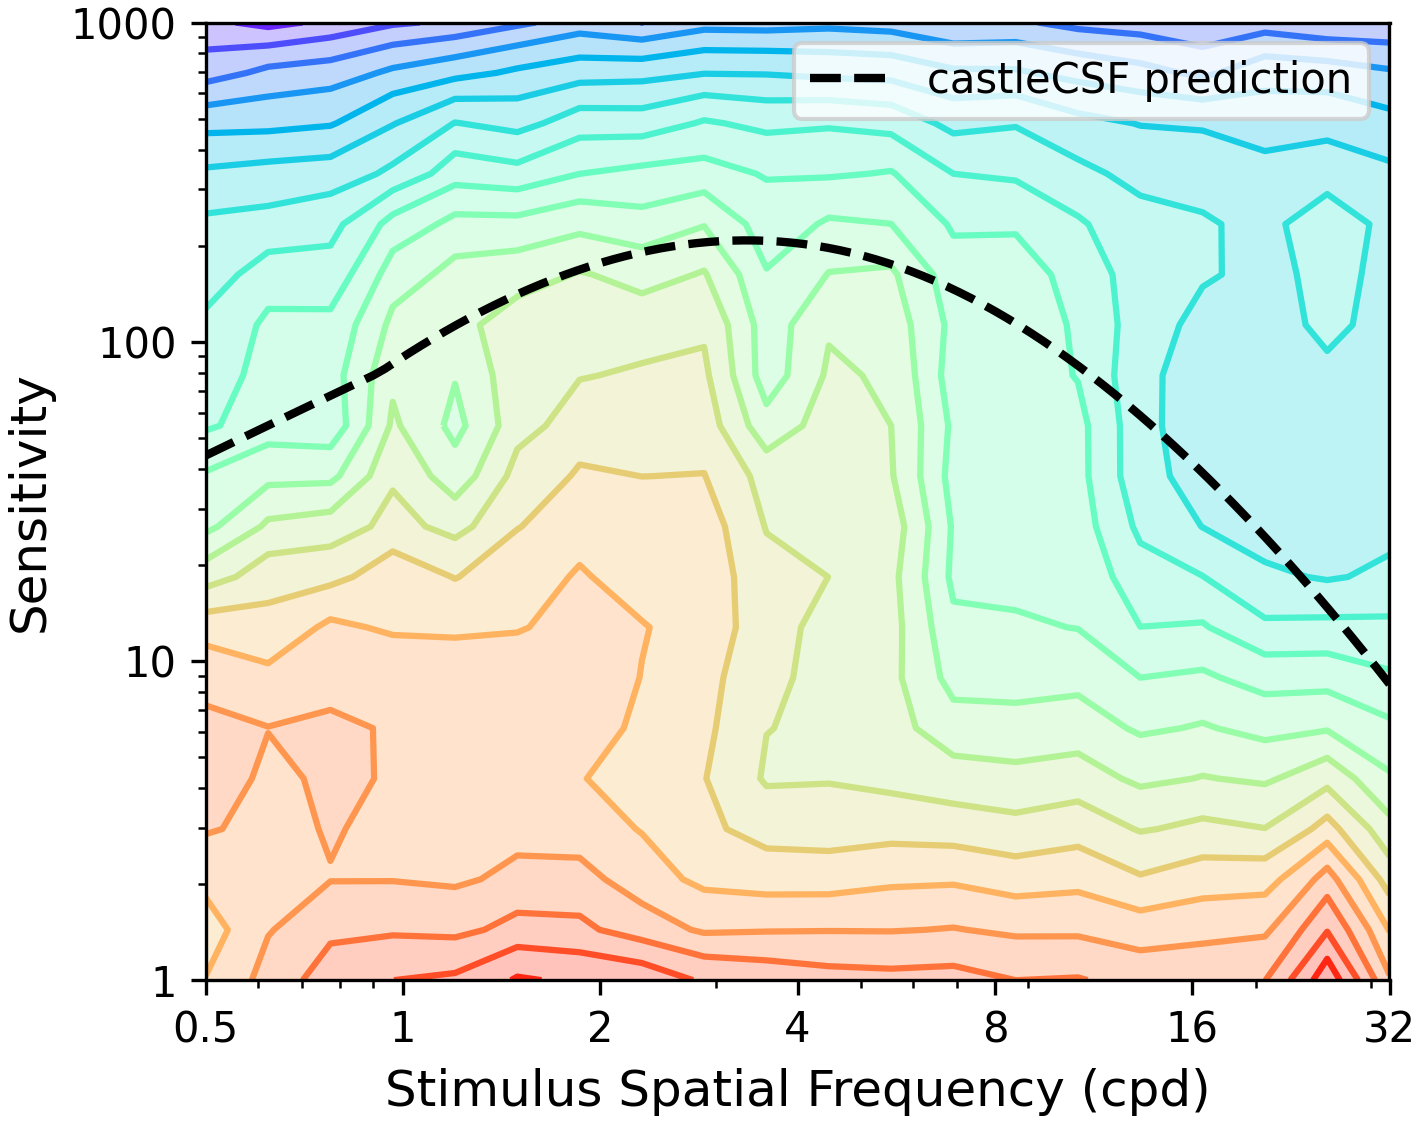 1000
castleCSF prediction
100
Sensitivity
10
1
0.5 1 2 4 8 16 32
Stimulus Spatial Frequency (cpd)